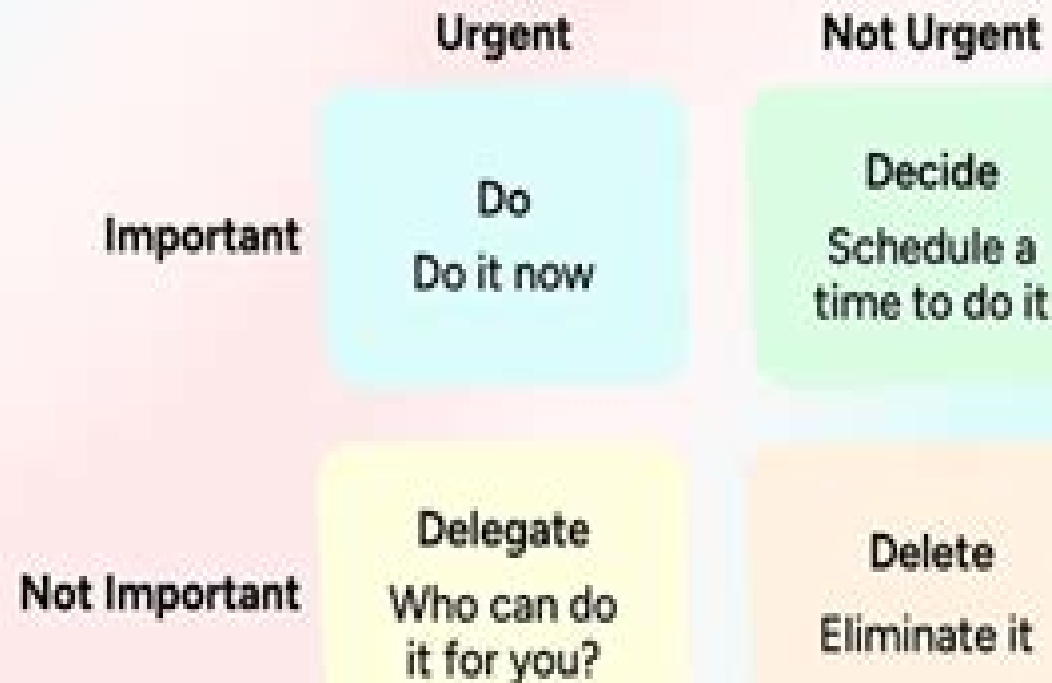 Urgent
Not Urgent
Important
Do
Do it now
Decide
Schedule a
time to do it
Not Important
Delegate
Who can do
it for you?
Delete
Eliminate it